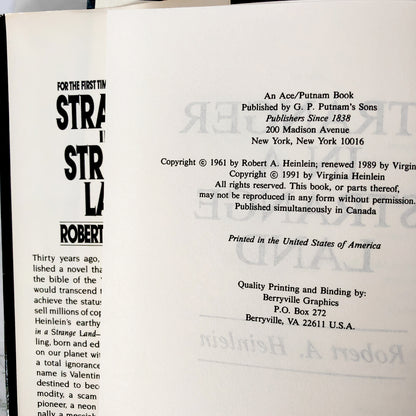 FOR THE FIRST TIME
ROBERT
Thirty years ago,
lished a novel tha
the bible of the
would transcend t
achieve the status
sell millions of cop
Heinlein's earthy
in a Strange Land—
ling, born and ed
on our planet with
a total ignorance
name is Valentin
destined to bec
modity, a scam
pioneer, a neon
nally a messiah
An Ace/Putnam Book
Published by G. P. Putnam's Sons
Publishers Since 1838
200 Madison Avenue
New York, New York 10016
Copyright © 1961 by Robert A. Heinlein; renewed 1989 by Virgin
Copyright © 1991 by Virginia Heinlein
All rights reserved. This book, or parts thereof,
may not be reproduced in any form without permission.
Published simultaneously in Canada
Printed in the United States of America
Quality Printing and Binding by:
Berryville Graphics
P.O. Box 272
Berryville, VA 22611 U.S.A.